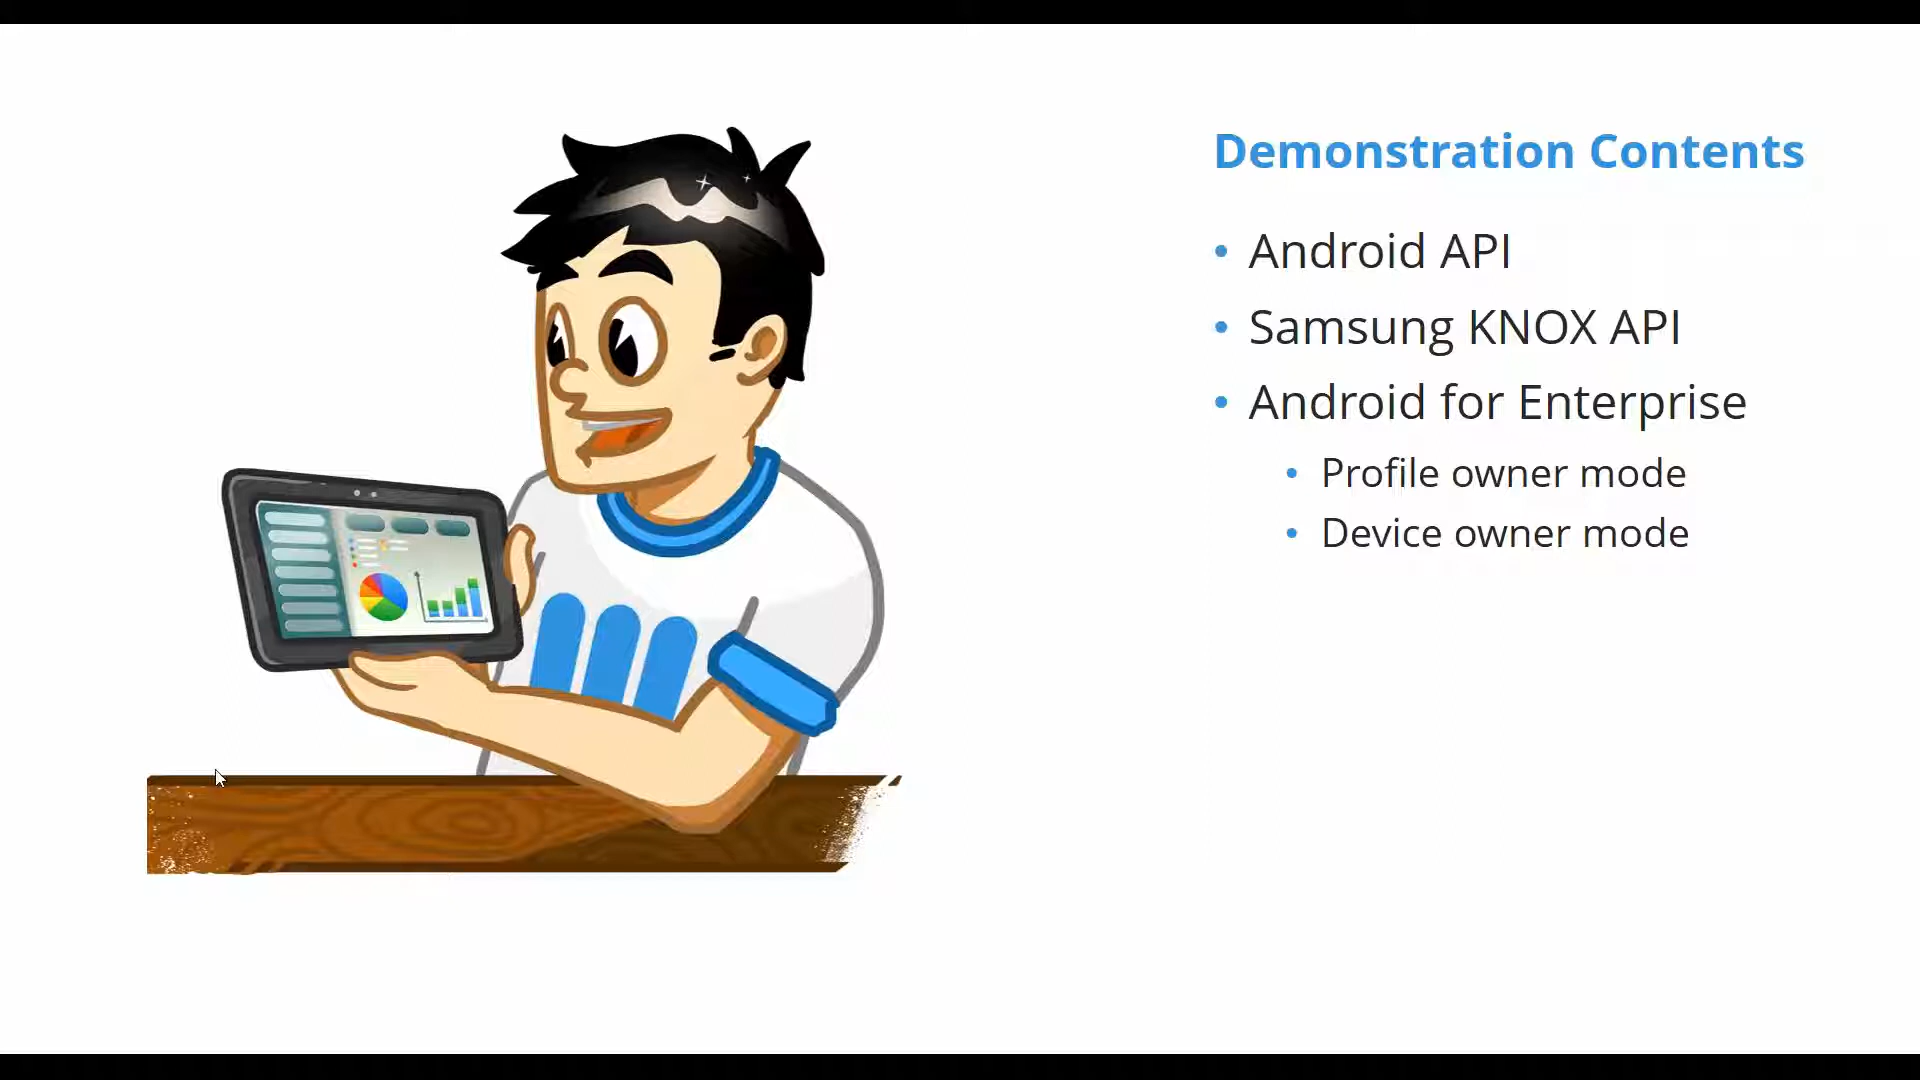 Demonstration Contents
• Android API
• Samsung KNOX API
• Android for Enterprise
• Profile owner mode
• Device owner mode